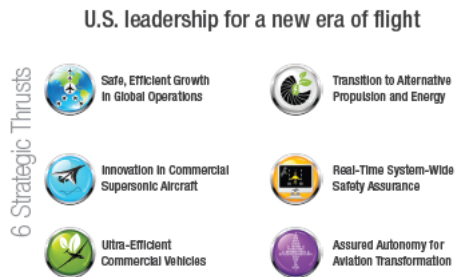 U.S. leadership for a new era of flight
6 Strategic Thrusts
Safe, Efficient Growth
in Global Operations
Innovation in Commercial
Supersonic Aircraft
Ultra-Efficient
Commercial Vehicles
Transition to Alternative
Propulsion and Energy
Real-Time System-Wide
Safety Assurance
Assured Autonomy for
Aviation Transformation